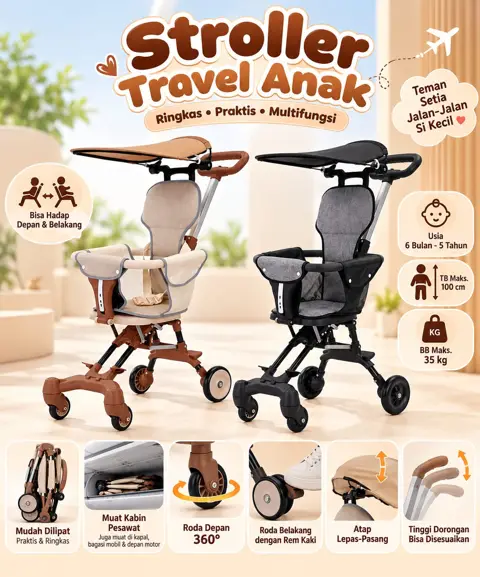 Stroller
Travel Anak
Ringkas • Praktis • Multifungsi
Teman
Setia
Jalan-Jalan
Si Kecil
Bisa Hadap
Depan & Belakang
Usia
6 Bulan - 5 Tahun
TB Maks.
100 cm
KG
BB Maks.
35 kg
Mudah Dilipat
Praktis & Ringkas
Muat Kabin
Pesawat
Juga muat di kapal,
bagasi mobil & depan motor
Roda Depan
360°
Roda Belakang
dengan Rem Kaki
Atap
Lepas-Pasang
Tinggi Dorongan
Bisa Disesuaikan